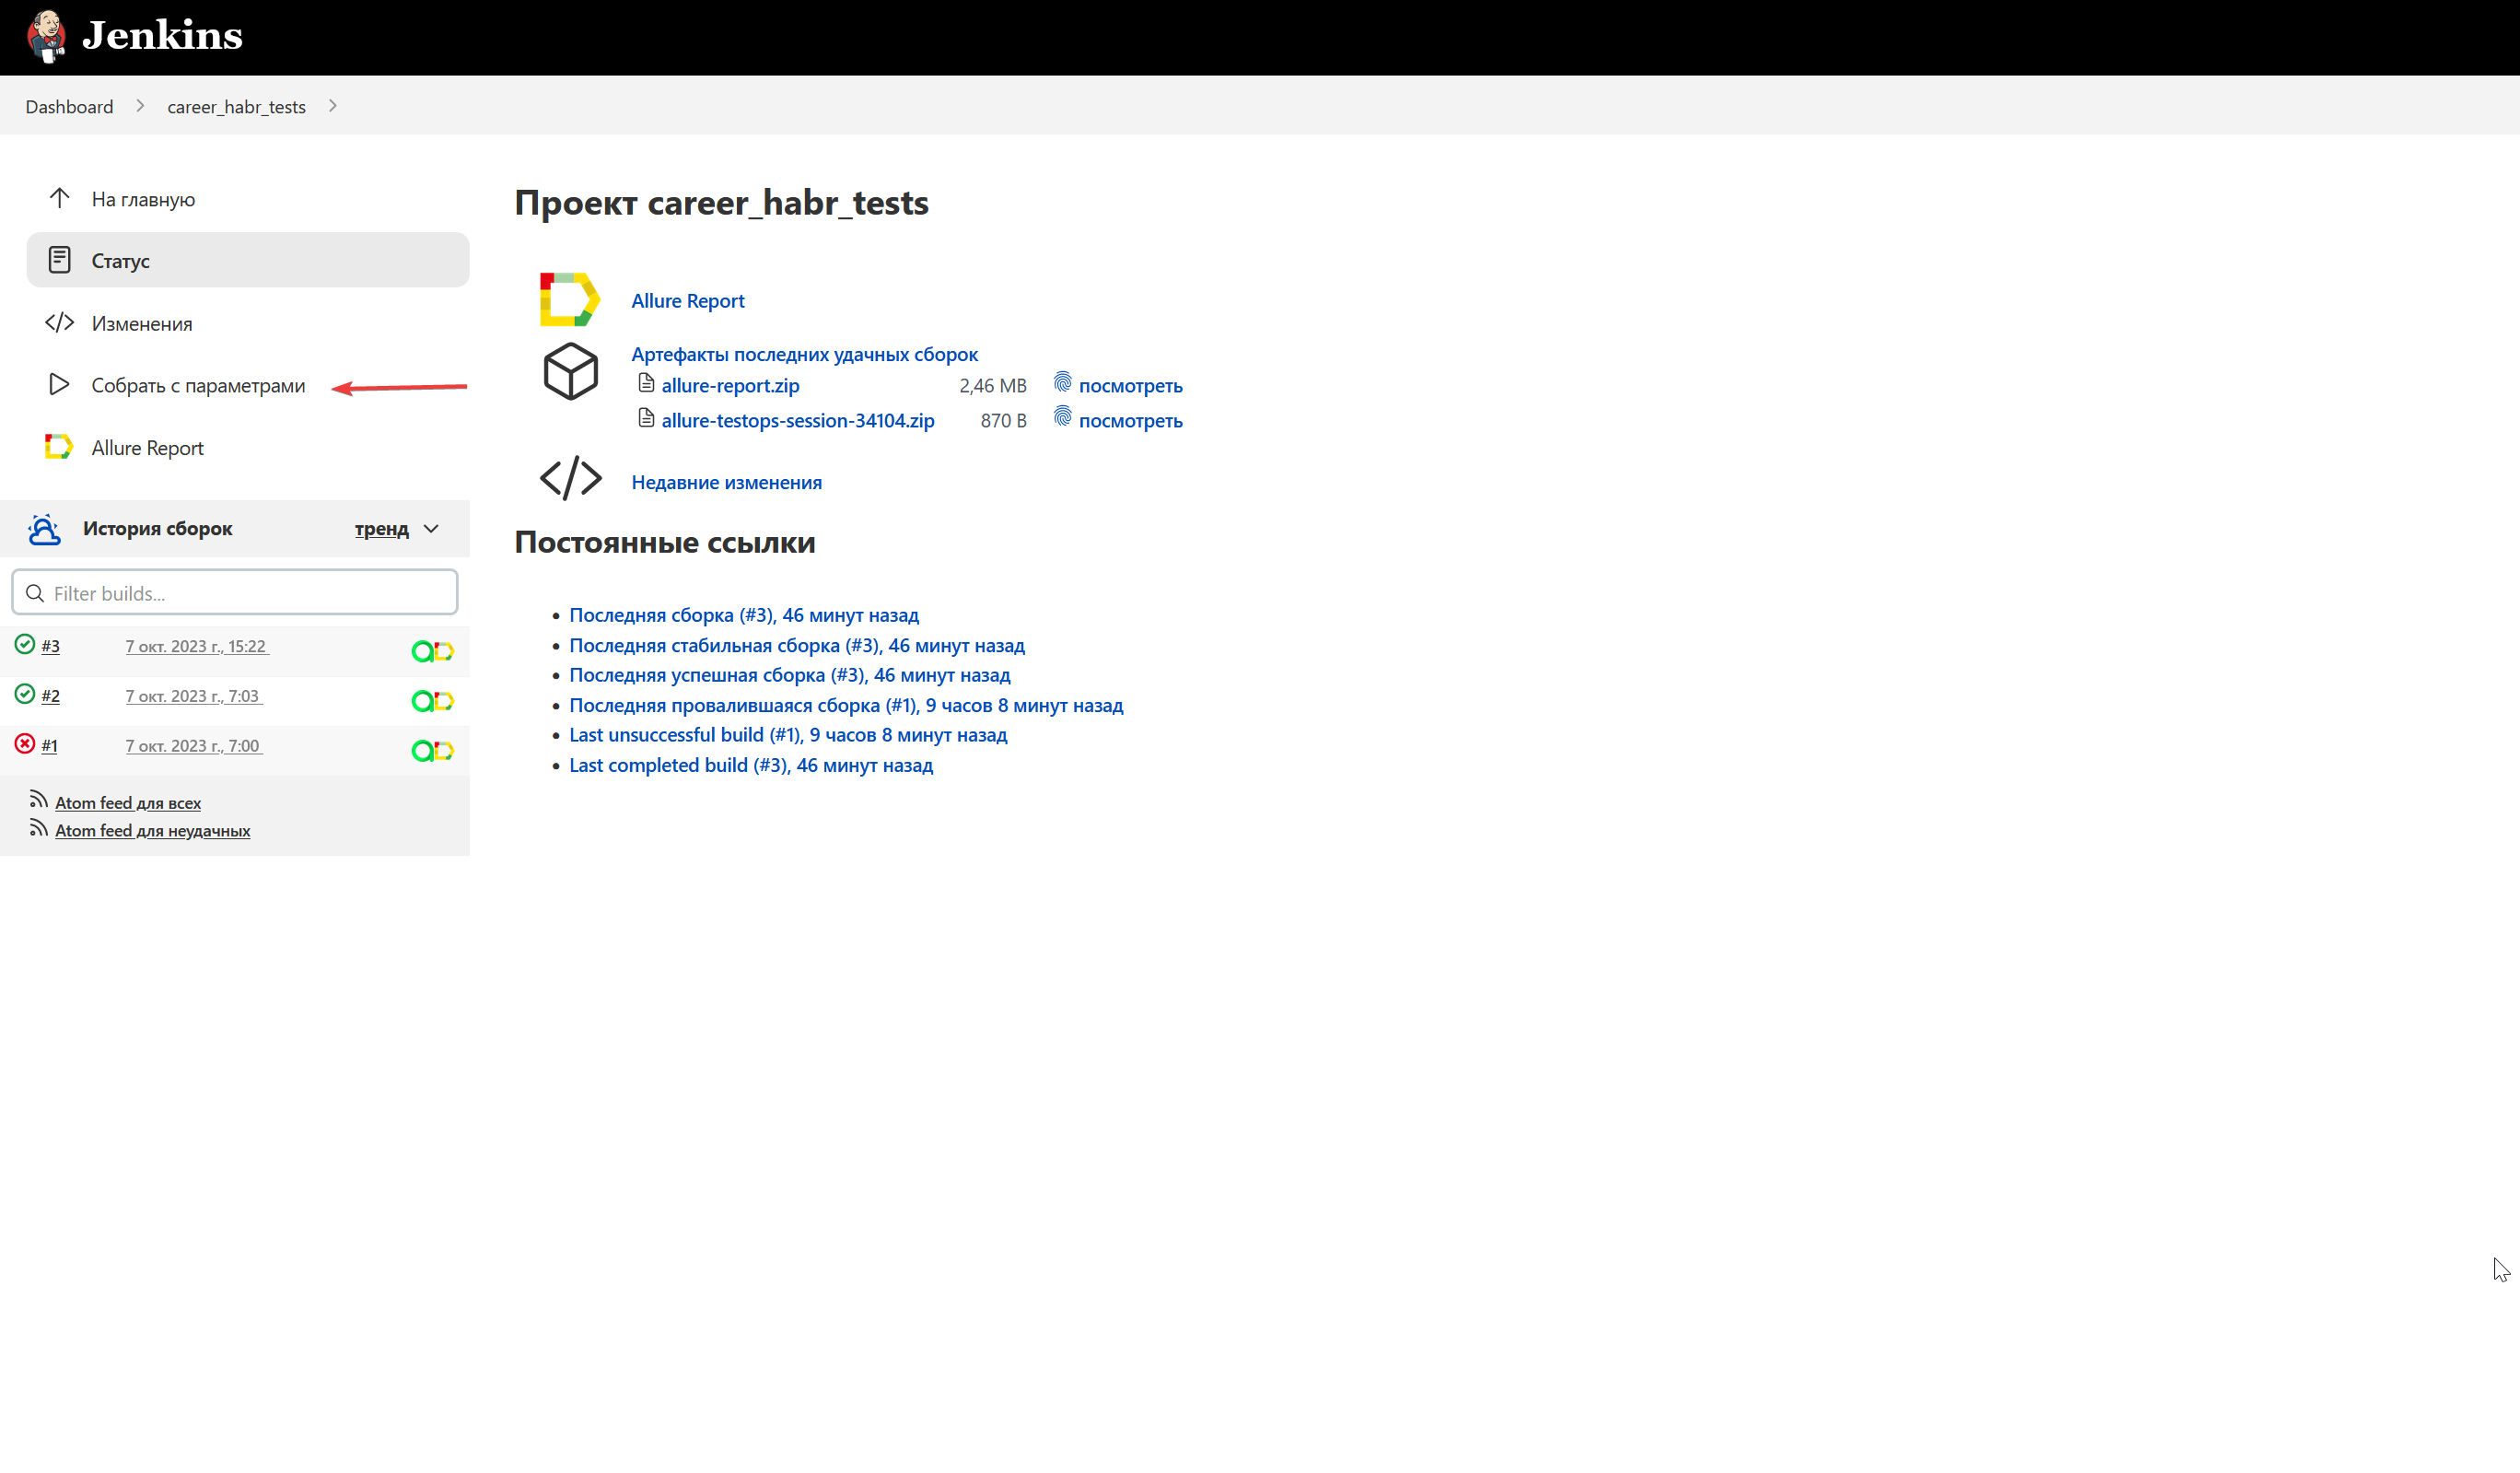 Jenkins
Dashboard career_habr_tests
На главную
Статус
Изменения
Собрать с параметрами
Allure Report
История сборок тренд
Filter builds...
#3 7 окт. 2023 г., 15:22
#2 7 окт. 2023 г., 7:03
#1 7 окт. 2023 г., 7:00
Atom feed для всех
Atom feed для неудачных
Проект career_habr_tests
Allure Report
Артефакты последних удачных сборок
allure-report.zip 2,46 MB посмотреть
allure-testops-session-34104.zip 870 B посмотреть
Недавние изменения
Постоянные ссылки
Последняя сборка (#3), 46 минут назад
Последняя стабильная сборка (#3), 46 минут назад
Последняя успешная сборка (#3), 46 минут назад
Последняя провалившаяся сборка (#1), 9 часов 8 минут назад
Last unsuccessful build (#1), 9 часов 8 минут назад
Last completed build (#3), 46 минут назад